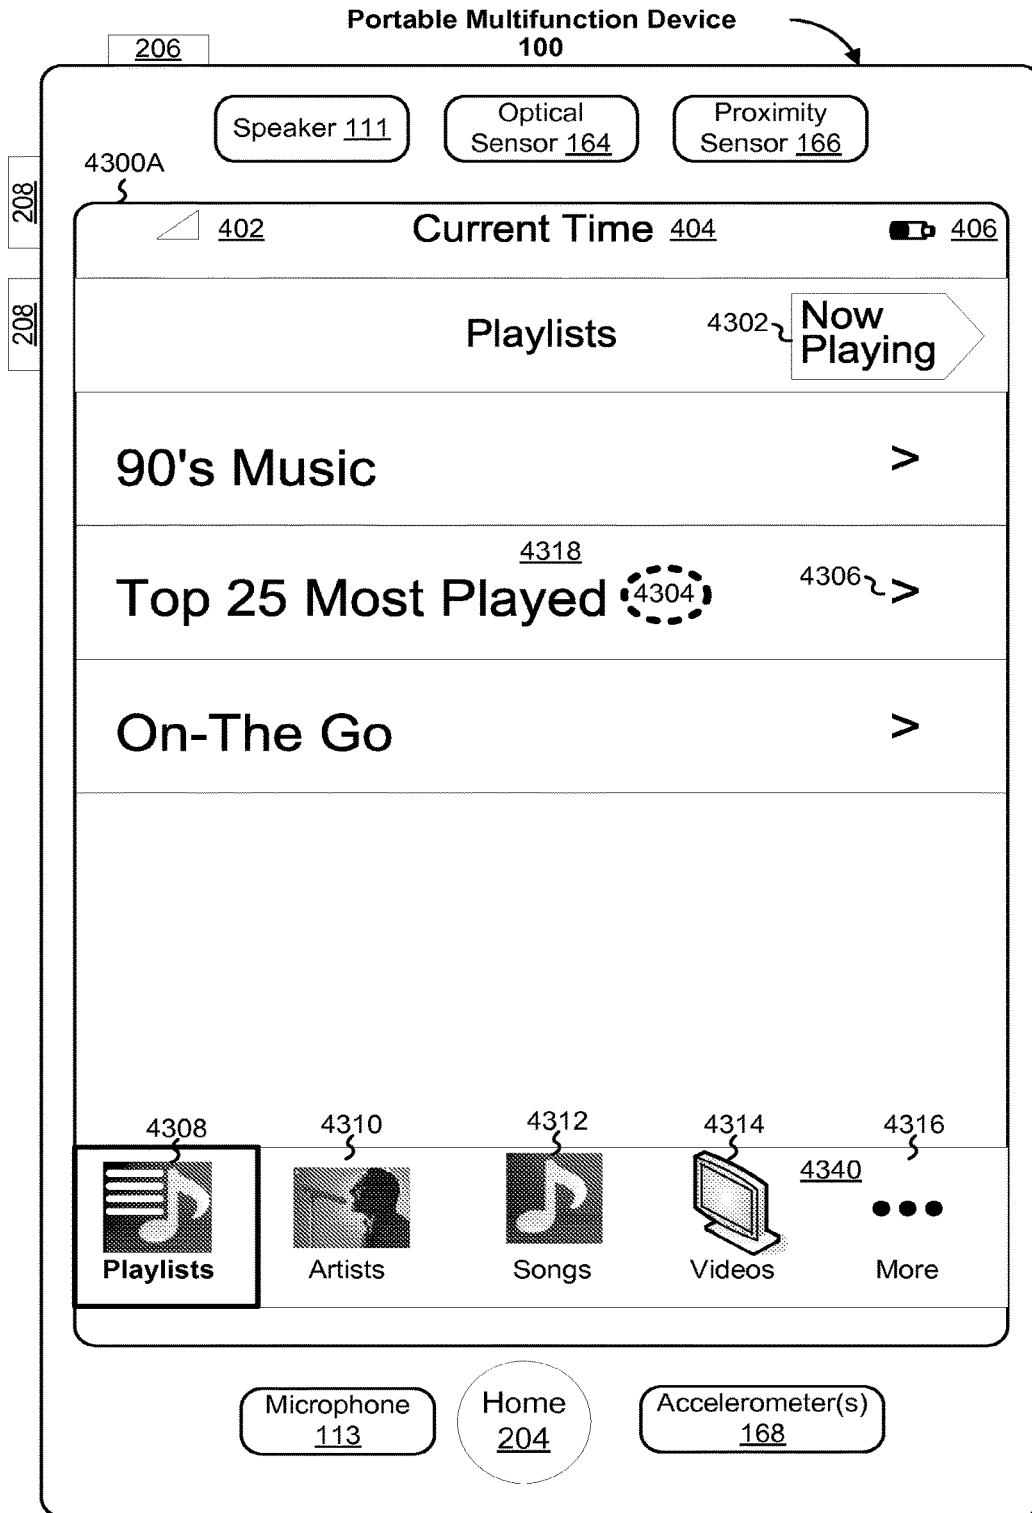 Portable Multifunction Device
100
206
Speaker 111
Optical
Sensor 164
Proximity
Sensor 166
4300A
208
402
Current Time 404
406
208
Playlists
4302
Now
Playing
90's Music
>
4318
Top 25 Most Played
4304
4306
>
On-The Go
>
4308
4310
4312
4314
4316
4340
Playlists
Artists
Songs
Videos
More
Microphone
113
Home
204
Accelerometer(s)
168